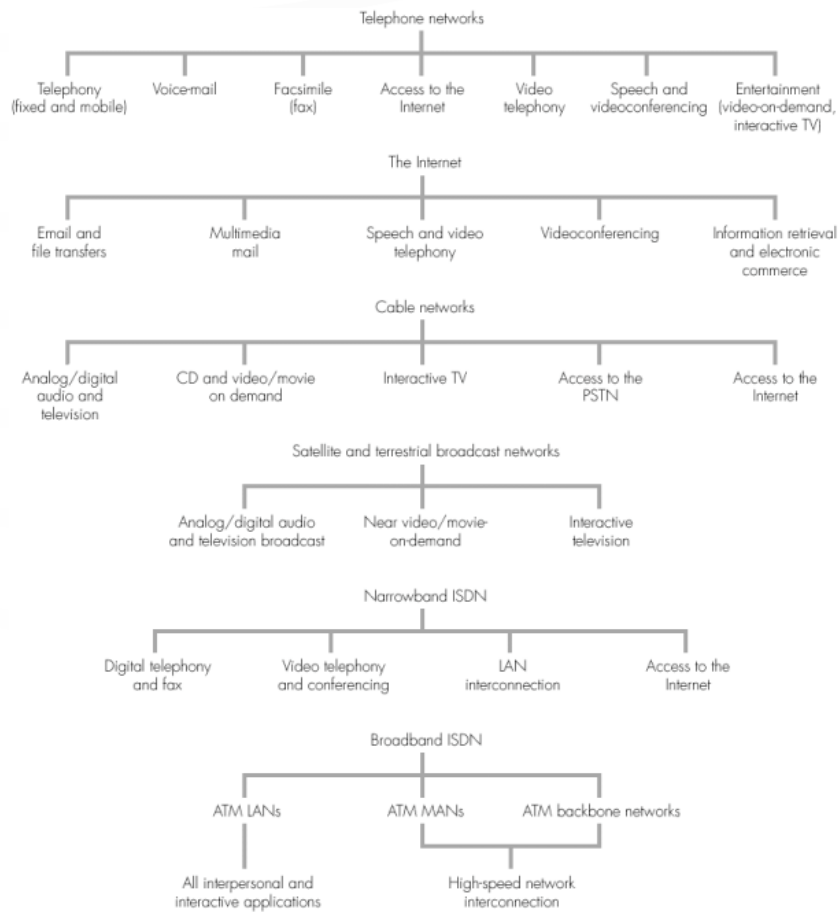 Telephone networks
Telephony
(fixed and mobile)
Voice-mail
Facsimile
(fax)
Access to the
Internet
Video
telephony
Speech and
videoconferencing
Entertainment
(video-on-demand,
interactive TV)
The Internet
Email and
file transfers
Multimedia
mail
Speech and video
telephony
Videoconferencing
Information retrieval
and electronic
commerce
Cable networks
Analog/digital
audio and
television
CD and video/movie
on demand
Interactive TV
Access to the
PSTN
Access to the
Internet
Satellite and terrestrial broadcast networks
Analog/digital audio
and television broadcast
Near video/movie-
on-demand
Interactive
television
Narrowband ISDN
Digital telephony
and fax
Video telephony
and conferencing
LAN
interconnection
Access to the
Internet
Broadband ISDN
ATM LANs
ATM MANs
ATM backbone networks
All interpersonal and
interactive applications
High-speed network
interconnection